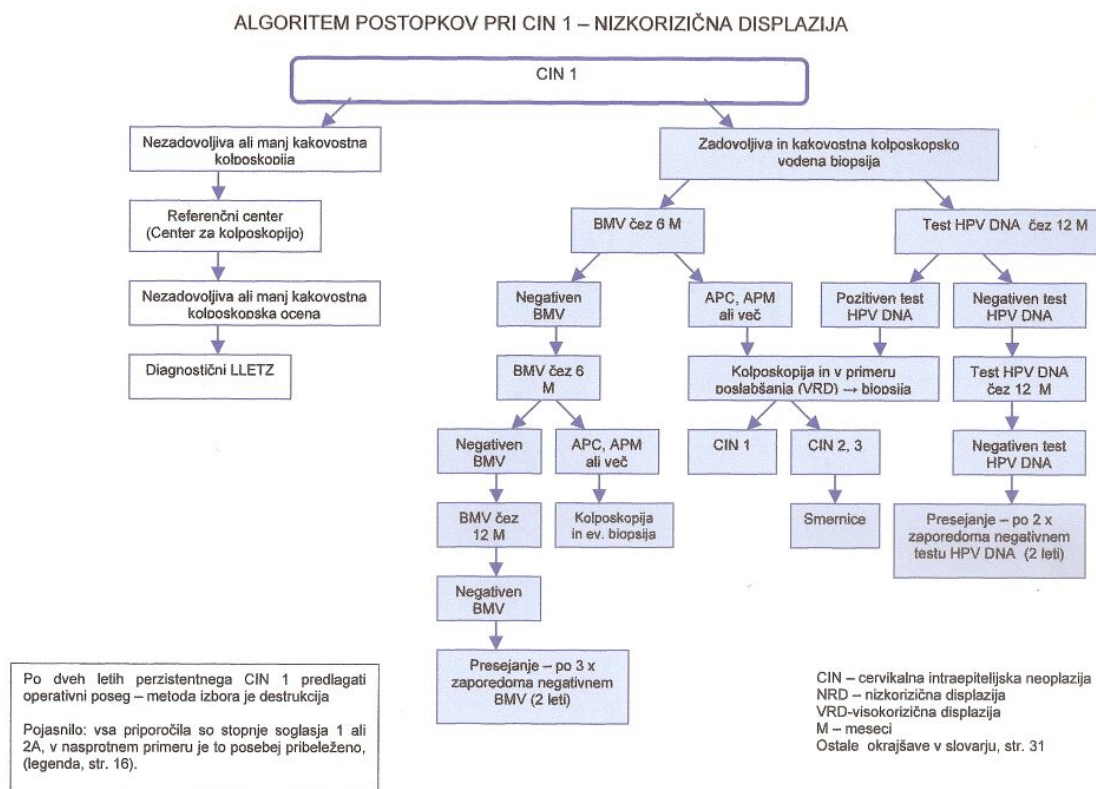 ALGORITEM POSTOPKOV PRI CIN 1 – NIZKORIZIČNA DISPLAZIJA
CIN 1
Nezadovoljiva ali manj kakovostna
kolposkopija
Referenčni center
(Center za kolposkopijo)
Nezadovoljiva ali manj kakovostna
kolposkopska ocena
Diagnostični LLETZ
Zadovoljiva in kakovostna kolposkopsko
vodena biopsija
BMV čez 6 M
Test HPV DNA čez 12 M
Negativen
BMV
APC, APM
ali več
Pozitiven test
HPV DNA
Negativen test
HPV DNA
BMV čez 6
M
Kolposkopija in v primeru
poslabšanja (VRD) → biopsija
Test HPV DNA
čez 12 M
Negativen
BMV
APC, APM
ali več
CIN 1
CIN 2, 3
Negativen test
HPV DNA
BMV čez
12 M
Kolposkopija
in ev. biopsija
Smernice
Presejanje – po 2 x
zaporedoma negativnem
testu HPV DNA (2 leti)
Negativen
BMV
Presejanje – po 3 x
zaporedoma negativnem
BMV (2 leti)
Po dveh letih perzistentnega CIN 1 predlagati
operativni poseg – metoda izbora je destrukcija
Pojasnilo: vsa priporočila so stopnje soglasja 1 ali
2A, v nasprotnem primeru je to posebej pribeleženo,
(legenda, str. 16).
CIN – cervikalna intraepitelijska neoplazija
NRD – nizkorizična displazija
VRD-visokorizična displazija
M – meseci
Ostale okrajšave v slovarju, str. 31